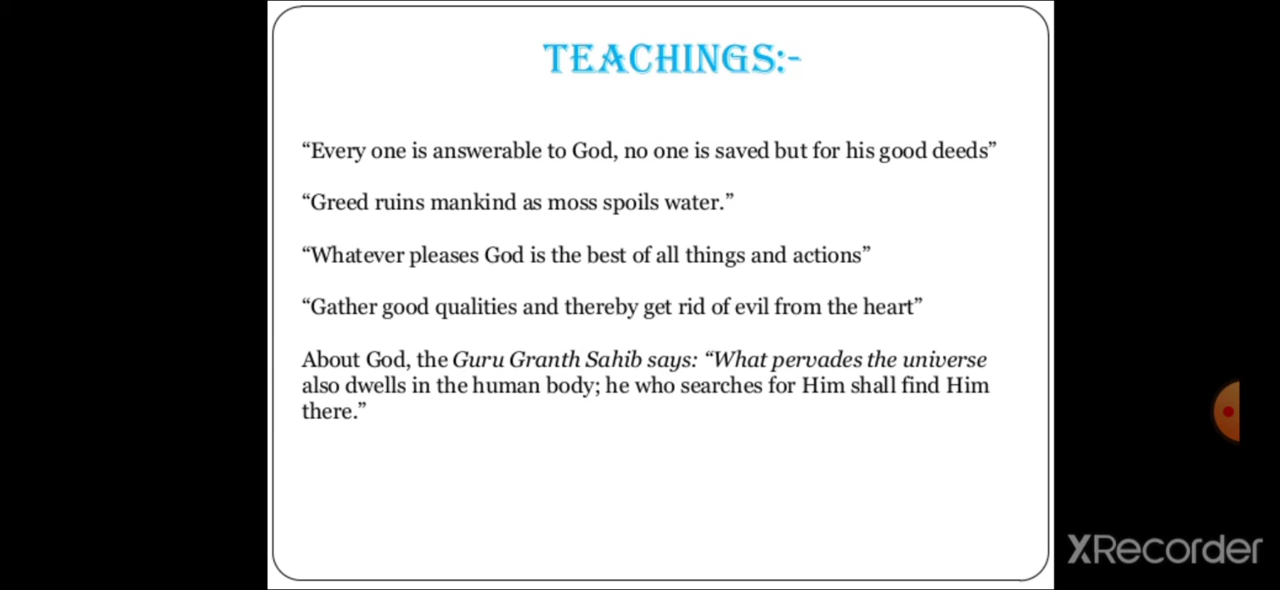 TEACHINGS:-
“Every one is answerable to God, no one is saved but for his good deeds”
“Greed ruins mankind as moss spoils water.”
“Whatever pleases God is the best of all things and actions”
“Gather good qualities and thereby get rid of evil from the heart”
About God, the Guru Granth Sahib says: “What pervades the universe
also dwells in the human body; he who searches for Him shall find Him
there.”
XRecorder